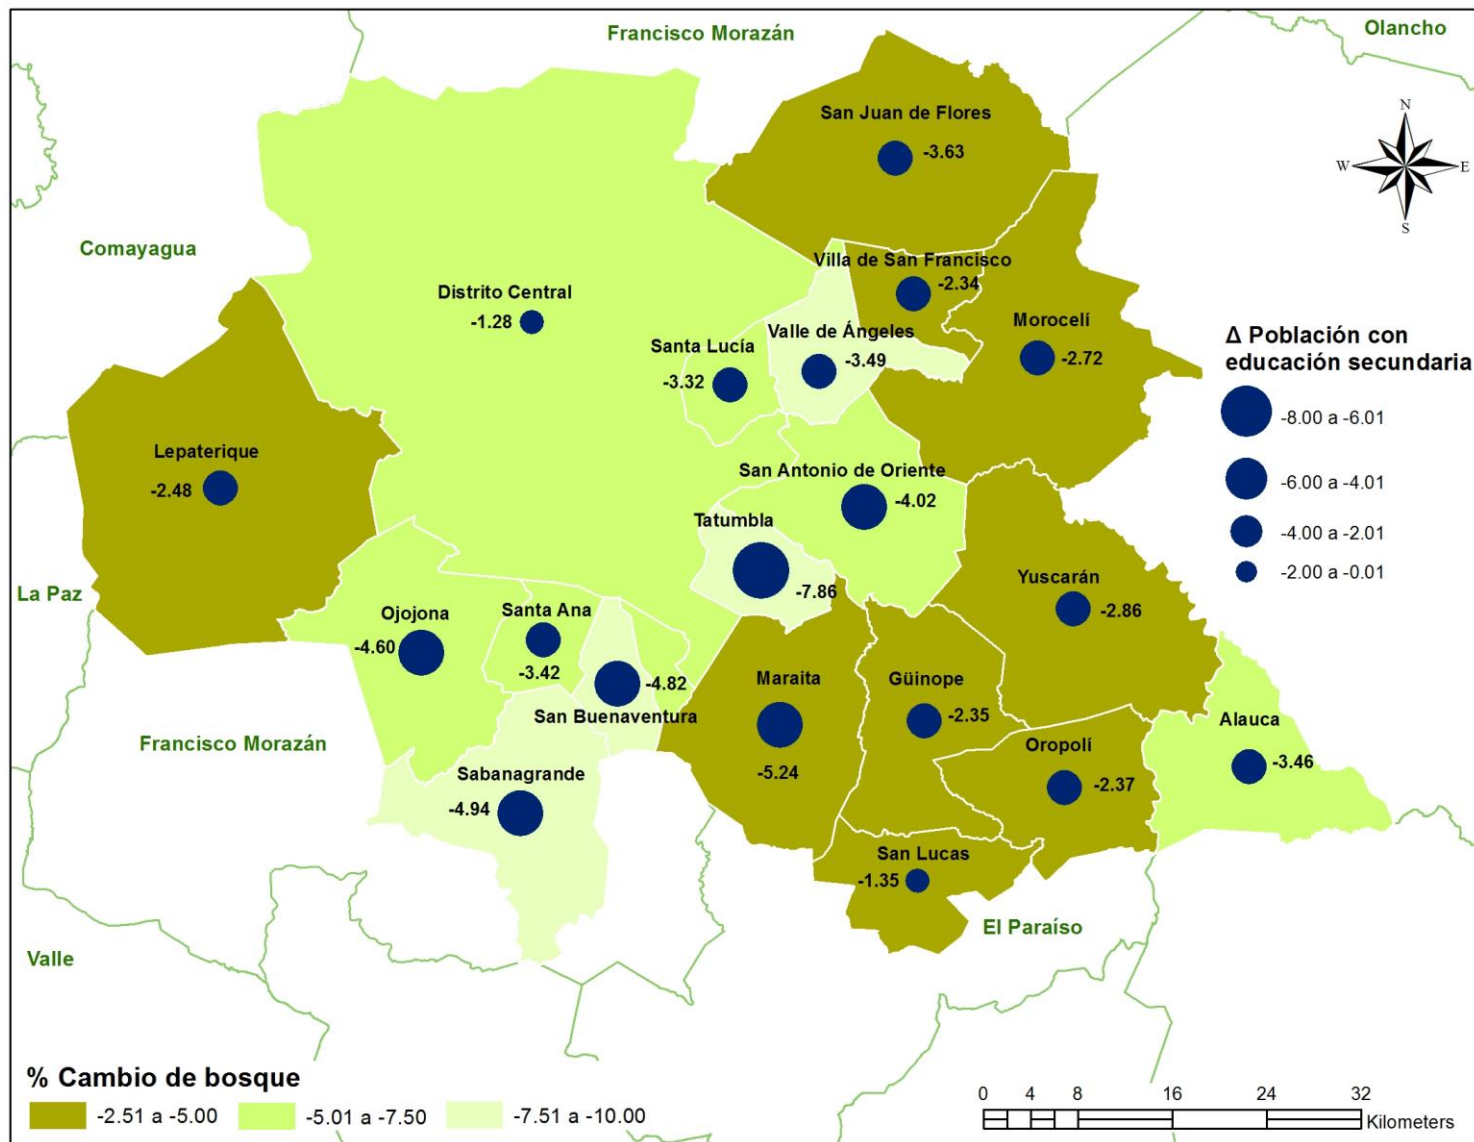 Francisco Morazán
Olancho
N
W
E
S
San Juan de Flores
-3.63
Comayagua
Villa de San Francisco
-2.34
Distrito Central
-1.28
Morocelí
-2.72
Valle de Ángeles
-3.49
Santa Lucía
-3.32
Δ Población con
educación secundaria
-8.00 a -6.01
-6.00 a -4.01
-4.00 a -2.01
-2.00 a -0.01
Lepaterique
-2.48
San Antonio de Oriente
-4.02
Tatumbla
-7.86
Yuscarán
-2.86
La Paz
Ojojona
-4.60
Santa Ana
-3.42
San Buenaventura
-4.82
Maraita
-5.24
Güinope
-2.35
Alauca
-3.46
Oropolí
-2.37
Francisco Morazán
Sabanagrande
-4.94
San Lucas
-1.35
El Paraíso
Valle
% Cambio de bosque
-2.51 a -5.00
-5.01 a -7.50
-7.51 a -10.00
0 4 8 16 24 32
Kilometers